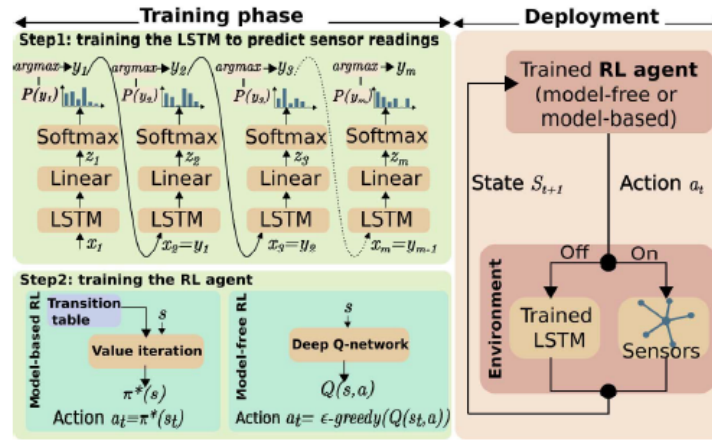 Training phase
Step1: training the LSTM to predict sensor readings
argmax y₁ argmax y₂ argmax y₃ argmax yₘ
P(y₁) P(y₂) P(y₃) P(yₘ)
Softmax Softmax Softmax Softmax
z₁ z₂ z₃ zₘ
Linear Linear Linear Linear
LSTM LSTM LSTM LSTM
x₁ x₂=y₁ x₃=y₂ xₘ=yₘ₋₁
Step2: training the RL agent
Model-based RL
Transition
table
s
Value iteration
π*(s)
Action aₜ=π*(sₜ)
Model-free RL
s
Deep Q-network
Q(s,a)
Action aₜ= ϵ-greedy(Q(sₜ,a))
Deployment
Trained RL agent
(model-free or
model-based)
State Sₜ₊₁ Action aₜ
Environment
Off On
Trained
LSTM
Sensors